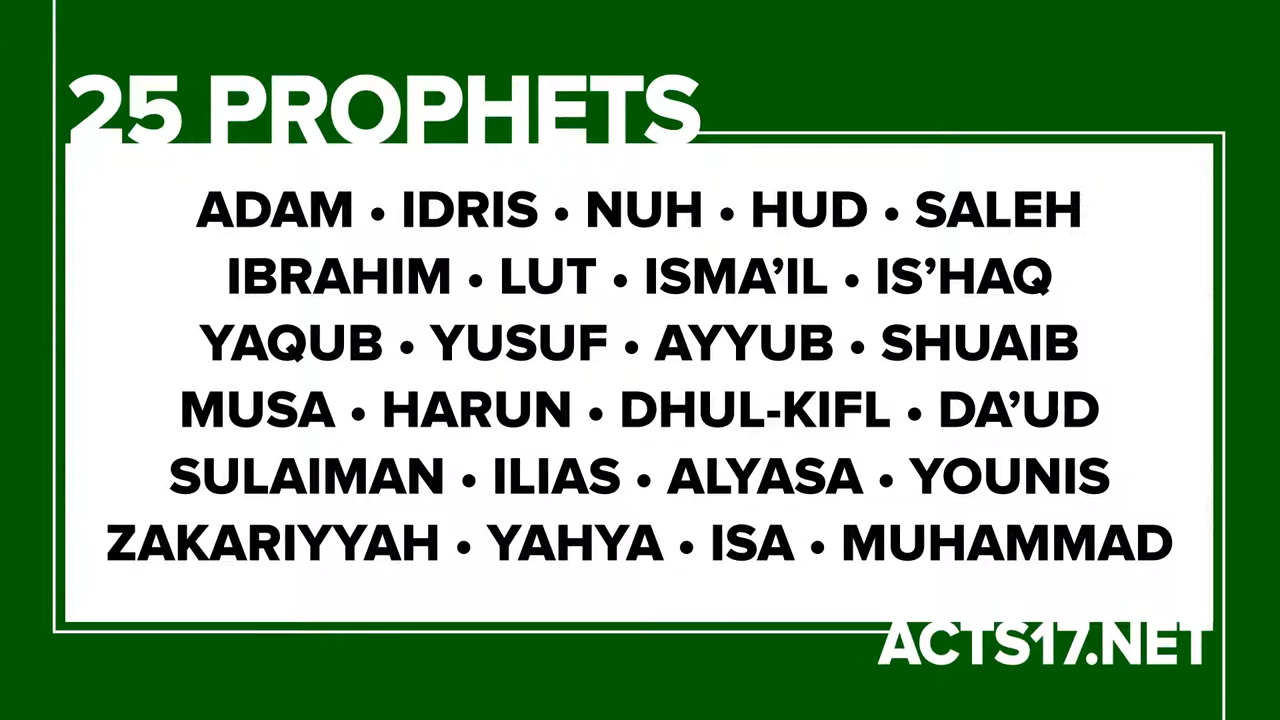 25 PROPHETS
ADAM • IDRIS • NUH • HUD • SALEH
IBRAHIM • LUT • ISMA’IL • IS’HAQ
YAQUB • YUSUF • AYYUB • SHUAIB
MUSA • HARUN • DHUL-KIFL • DA’UD
SULAIMAN • ILIAS • ALYASA • YOUNIS
ZAKARIYYAH • YAHYA • ISA • MUHAMMAD
ACTS17.NET